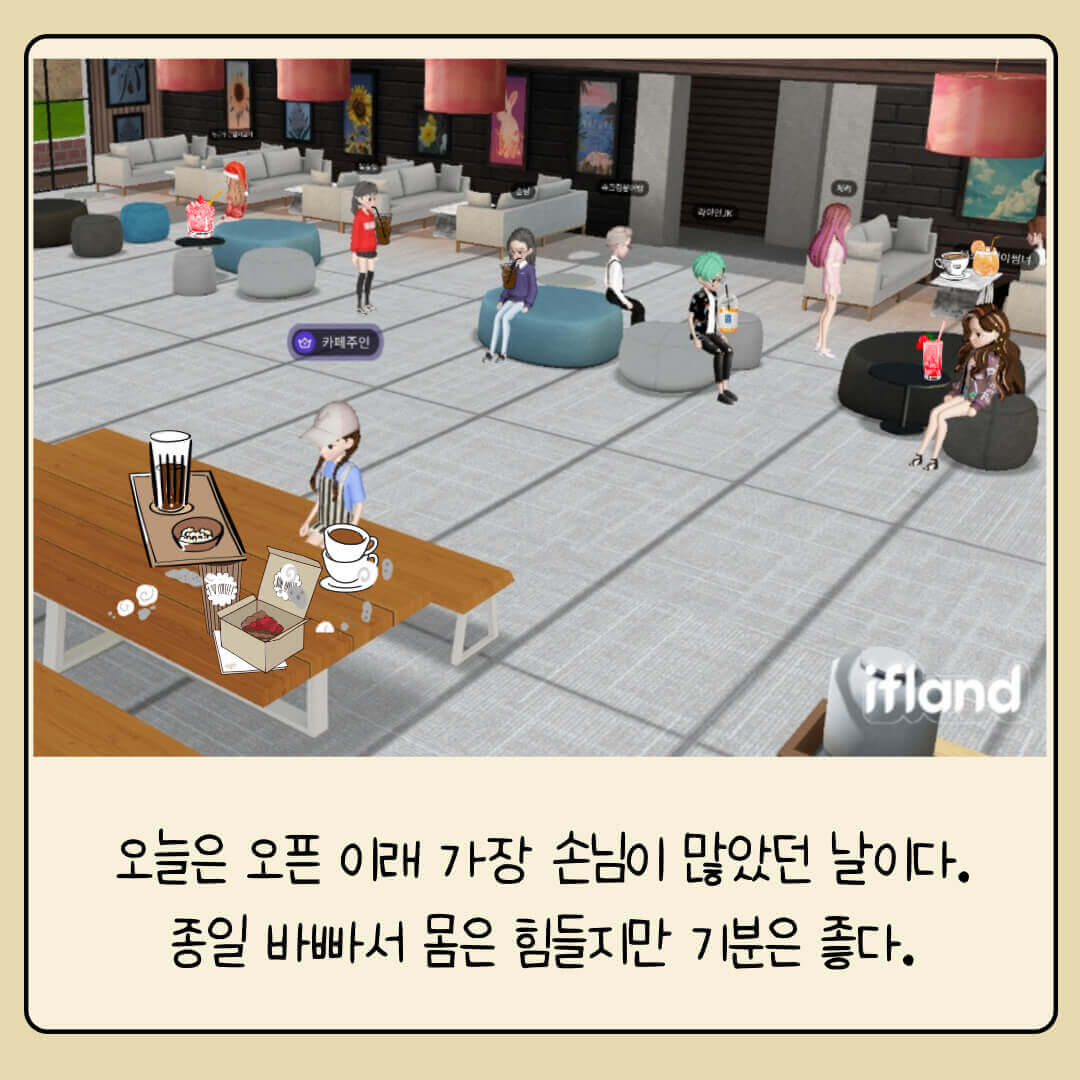 손님
카페주인
ifland
오늘은 오픈 이래 가장 손님이 많았던 날이다.
종일 바빠서 몸은 힘들지만 기분은 좋다.